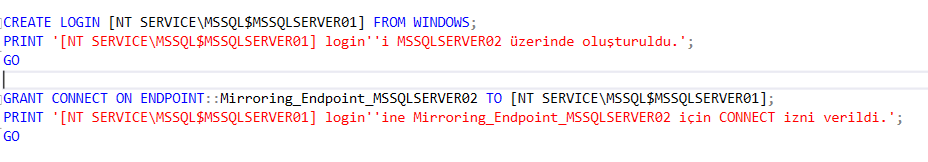 CREATE LOGIN [NT SERVICE\MSSQL$MSSQLSERVER01] FROM WINDOWS;
PRINT '[NT SERVICE\MSSQL$MSSQLSERVER01] login''i MSSQLSERVER02 üzerinde oluşturuldu.';
GO
GRANT CONNECT ON ENDPOINT::Mirroring_Endpoint_MSSQLSERVER02 TO [NT SERVICE\MSSQL$MSSQLSERVER01];
PRINT '[NT SERVICE\MSSQL$MSSQLSERVER01] login''ine Mirroring_Endpoint_MSSQLSERVER02 için CONNECT izni verildi.';
GO